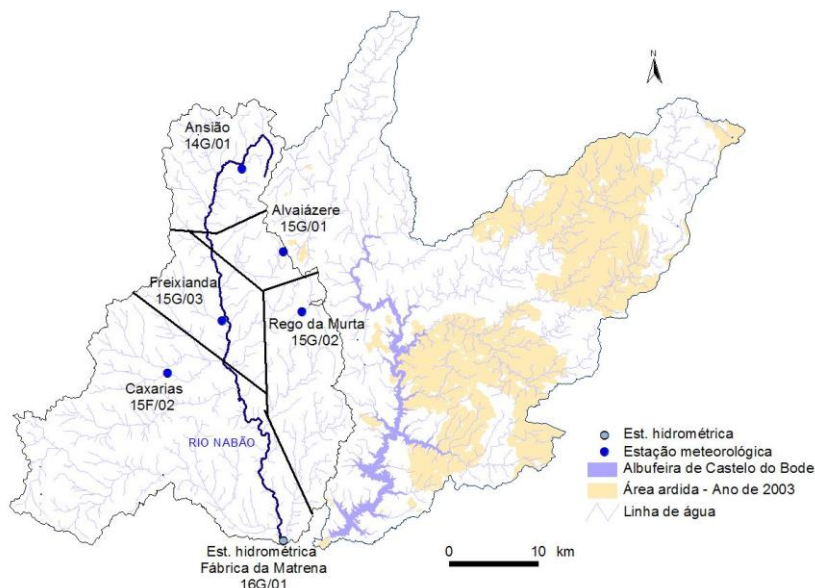 N
Ansião
14G/01
Alvaiázere
15G/01
Freixianda
15G/03
Rego da Murta
15G/02
Caxarias
15F/02
RIO NABÃO
Est. hidrométrica
Fábrica da Matrena
16G/01
Est. hidrométrica
Estação meteorológica
Albufeira de Castelo do Bode
Área ardida - Ano de 2003
Linha de água
0 10 km